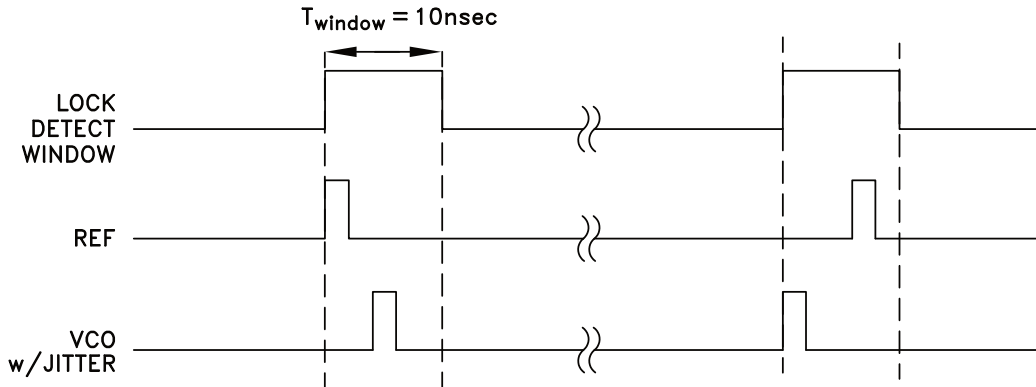 Twindow = 10nsec
LOCK
DETECT
WINDOW
REF
VCO
w/JITTER